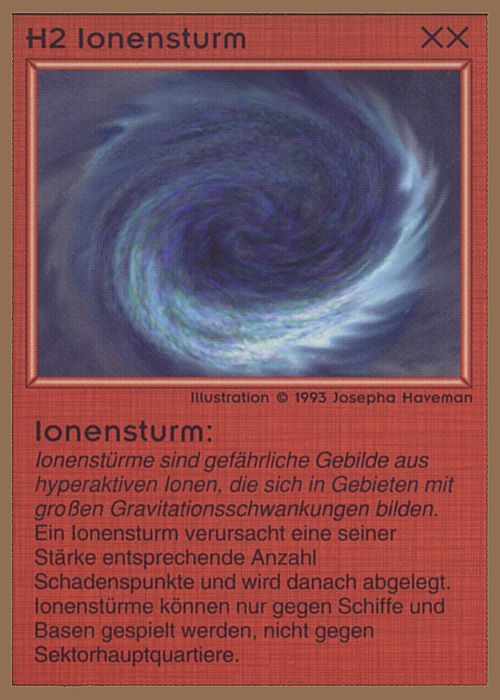 H2 Ionensturm XX
Illustration © 1993 Josepha Haveman
Ionensturm:
Ionenstürme sind gefährliche Gebilde aus
hyperaktiven Ionen, die sich in Gebieten mit
großen Gravitationsschwankungen bilden.
Ein Ionensturm verursacht eine seiner
Stärke entsprechende Anzahl
Schadenspunkte und wird danach abgelegt.
Ionenstürme können nur gegen Schiffe und
Basen gespielt werden, nicht gegen
Sektorhauptquartiere.